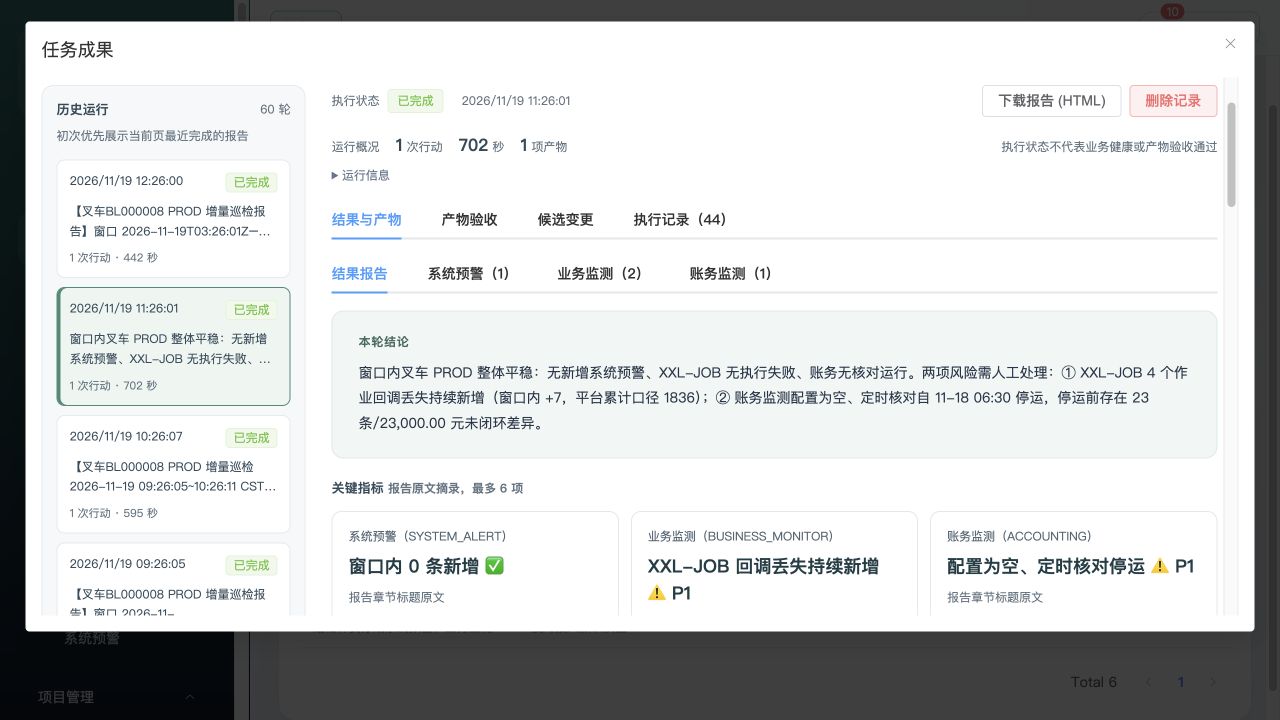 10
任务成果
历史运行 60 轮
初次优先展示当前页最近完成的报告
2026/11/19 12:26:00 已完成
【叉车BL000008 PROD 增量巡检报
告】窗口 2026-11-19T03:26:01Z—...
1 次行动 · 442 秒
2026/11/19 11:26:01 已完成
窗口内叉车 PROD 整体平稳：无新增
系统预警、XXL-JOB 无执行失败、...
1 次行动 · 702 秒
2026/11/19 10:26:07 已完成
【叉车BL000008 PROD 增量巡检
2026-11-19 09:26:05~10:26:11 CST...
1 次行动 · 595 秒
2026/11/19 09:26:05 已完成
【叉车BL000008 PROD 增量巡检报
告】窗口 2026-11-
执行状态 已完成 2026/11/19 11:26:01 下载报告 (HTML) 删除记录
运行概况 1 次行动 702 秒 1 项产物 执行状态不代表业务健康或产物验收通过
运行信息
结果与产物 产物验收 候选变更 执行记录（44）
结果报告 系统预警（1） 业务监测（2） 账务监测（1）
本轮结论
窗口内叉车 PROD 整体平稳：无新增系统预警、XXL-JOB 无执行失败、账务无核对运行。两项风险需人工处理：① XXL-JOB 4 个作
业回调丢失持续新增（窗口内 +7，平台累计口径 1836）；② 账务监测配置为空、定时核对自 11-18 06:30 停运，停运前存在 23
条/23,000.00 元未闭环差异。
关键指标 报告原文摘录，最多 6 项
系统预警（SYSTEM_ALERT）
窗口内 0 条新增 ✅
报告章节标题原文
业务监测（BUSINESS_MONITOR）
XXL-JOB 回调丢失持续新增
⚠️ P1
账务监测（ACCOUNTING）
配置为空、定时核对停运 ⚠️ P1
报告章节标题原文
系统预警
项目管理
Total 6 1